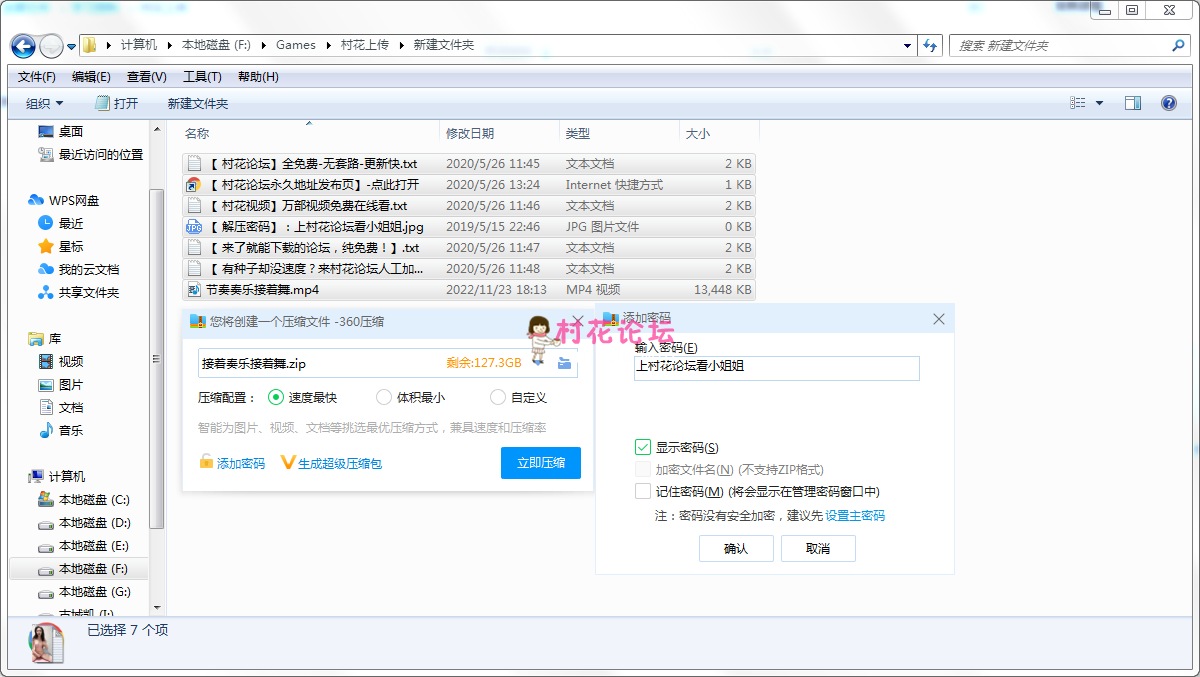 计算机 本地磁盘 (F:) Games 村花上传 新建文件夹
搜索 新建文件夹
文件(F) 编辑(E) 查看(V) 工具(T) 帮助(H)
组织 打开 新建文件夹
名称 修改日期 类型 大小
桌面
最近访问的位置
WPS网盘
最近
星标
我的云文档
共享文件夹
库
视频
图片
文档
音乐
计算机
本地磁盘 (C:)
本地磁盘 (D:)
本地磁盘 (E:)
本地磁盘 (F:)
本地磁盘 (G:)
【 村花论坛】全免费-无套路-更新快.txt 2020/5/26 11:45 文本文档 2 KB
【 村花论坛永久地址发布页】-点此打开 2020/5/26 13:24 Internet 快捷方式 1 KB
【 村花视频】万部视频免费在线看.txt 2020/5/26 11:46 文本文档 2 KB
【 解压密码】：上村花论坛看小姐姐.jpg 2019/5/15 22:46 JPG 图片文件 0 KB
【 来了就能下载的论坛，纯免费！】.txt 2020/5/26 11:47 文本文档 2 KB
【 有种子却没速度？来村花论坛人工加... 2020/5/26 11:48 文本文档 2 KB
节奏奏乐接着舞.mp4 2022/11/23 18:13 MP4 视频 13,448 KB
您将创建一个压缩文件 -360压缩
接着奏乐接着舞.zip 剩余:127.3GB
压缩配置： 速度最快 体积最小 自定义
智能为图片、视频、文档等挑选最优压缩方式，兼具速度和压缩率
添加密码 生成超级压缩包 立即压缩
村花论坛
添加密码
输入密码(E)
上村花论坛看小姐姐
显示密码(S)
加密文件名(N) (不支持ZIP格式)
记住密码(M) (将会显示在管理密码窗口中)
注：密码没有安全加密，建议先 设置主密码
确认 取消
已选择 7 个项